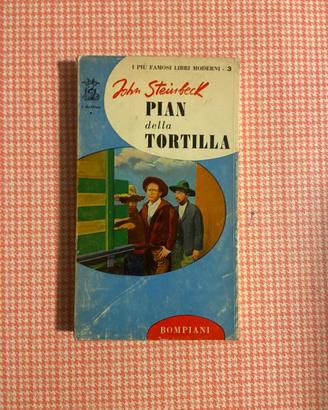 I PIÙ FAMOSI LIBRI MODERNI - 3
John Steinbeck
PIAN
della
TORTILLA
BOMPIANI